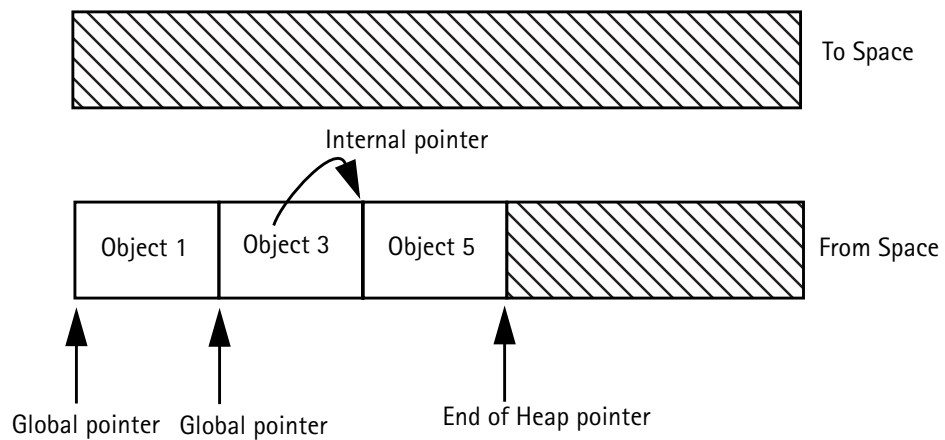 To Space
Internal pointer
Object 1
Object 3
Object 5
From Space
Global pointer
Global pointer
End of Heap pointer